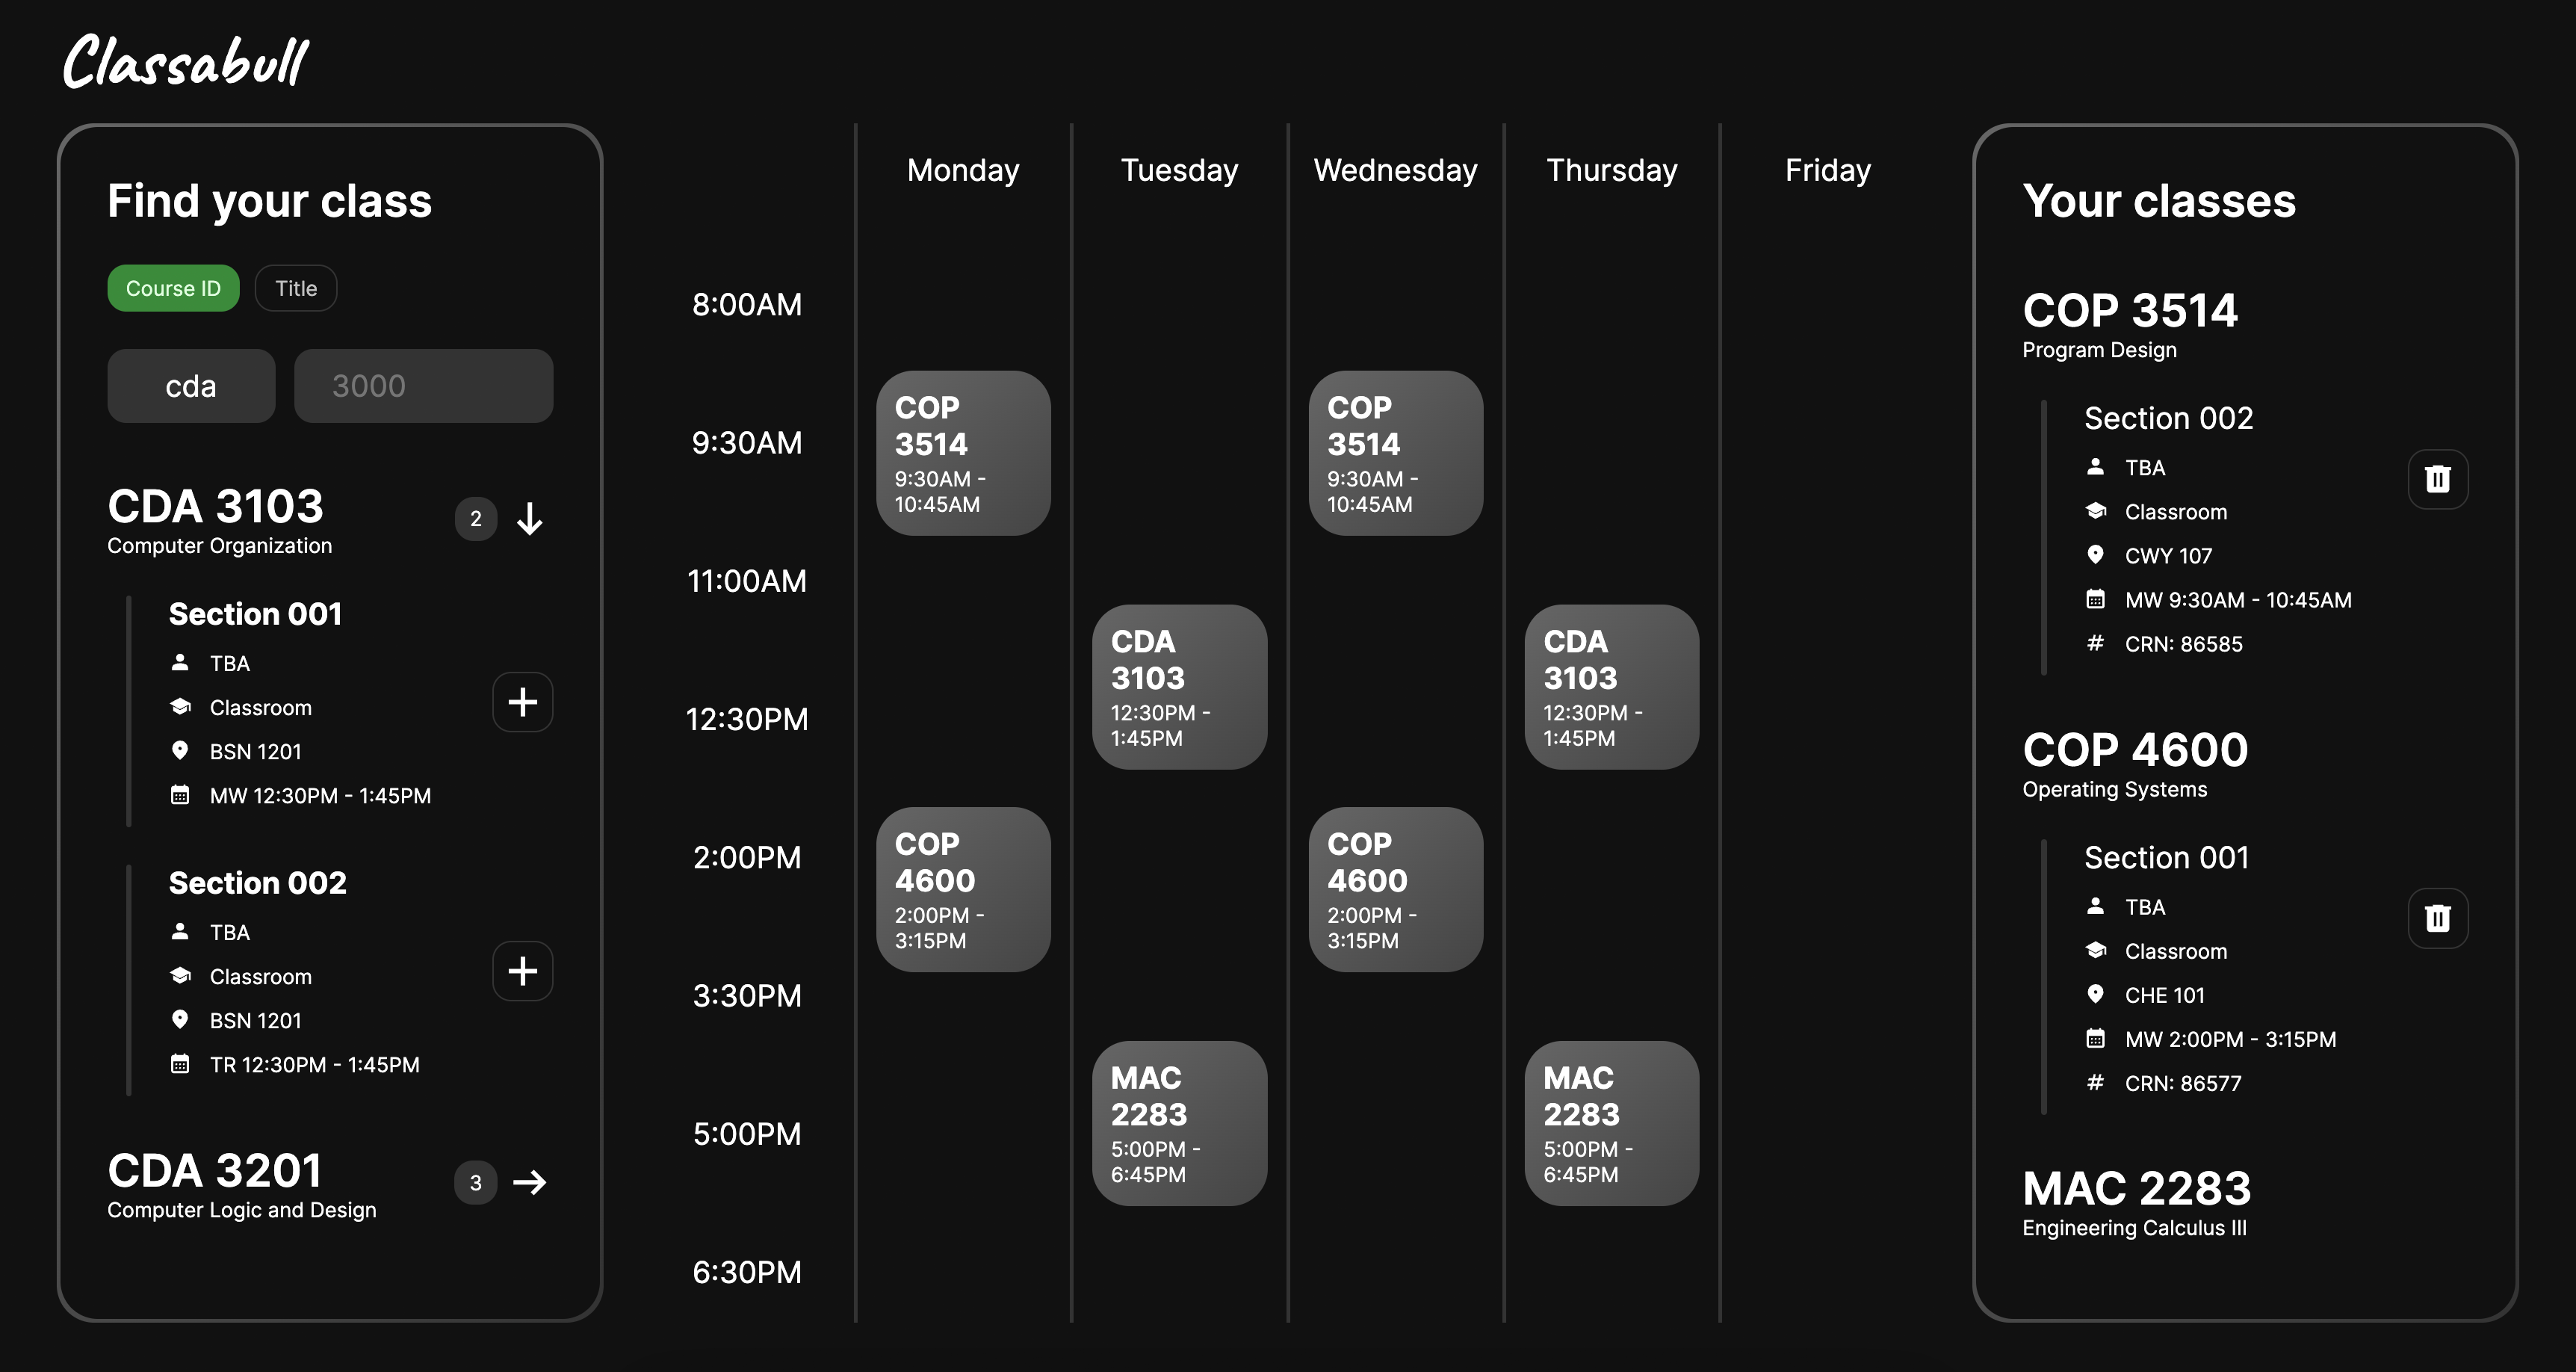 Classabull
Find your class
Course ID
Title
cda
3000
CDA 3103
Computer Organization
2
Section 001
TBA
Classroom
BSN 1201
MW 12:30PM - 1:45PM
Section 002
TBA
Classroom
BSN 1201
TR 12:30PM - 1:45PM
CDA 3201
Computer Logic and Design
3
Monday
Tuesday
Wednesday
Thursday
Friday
8:00AM
9:30AM
11:00AM
12:30PM
2:00PM
3:30PM
5:00PM
6:30PM
COP
3514
9:30AM -
10:45AM
COP
4600
2:00PM -
3:15PM
CDA
3103
12:30PM -
1:45PM
MAC
2283
5:00PM -
6:45PM
COP
3514
9:30AM -
10:45AM
COP
4600
2:00PM -
3:15PM
CDA
3103
12:30PM -
1:45PM
MAC
2283
5:00PM -
6:45PM
Your classes
COP 3514
Program Design
Section 002
TBA
Classroom
CWY 107
MW 9:30AM - 10:45AM
# CRN: 86585
COP 4600
Operating Systems
Section 001
TBA
Classroom
CHE 101
MW 2:00PM - 3:15PM
# CRN: 86577
MAC 2283
Engineering Calculus III